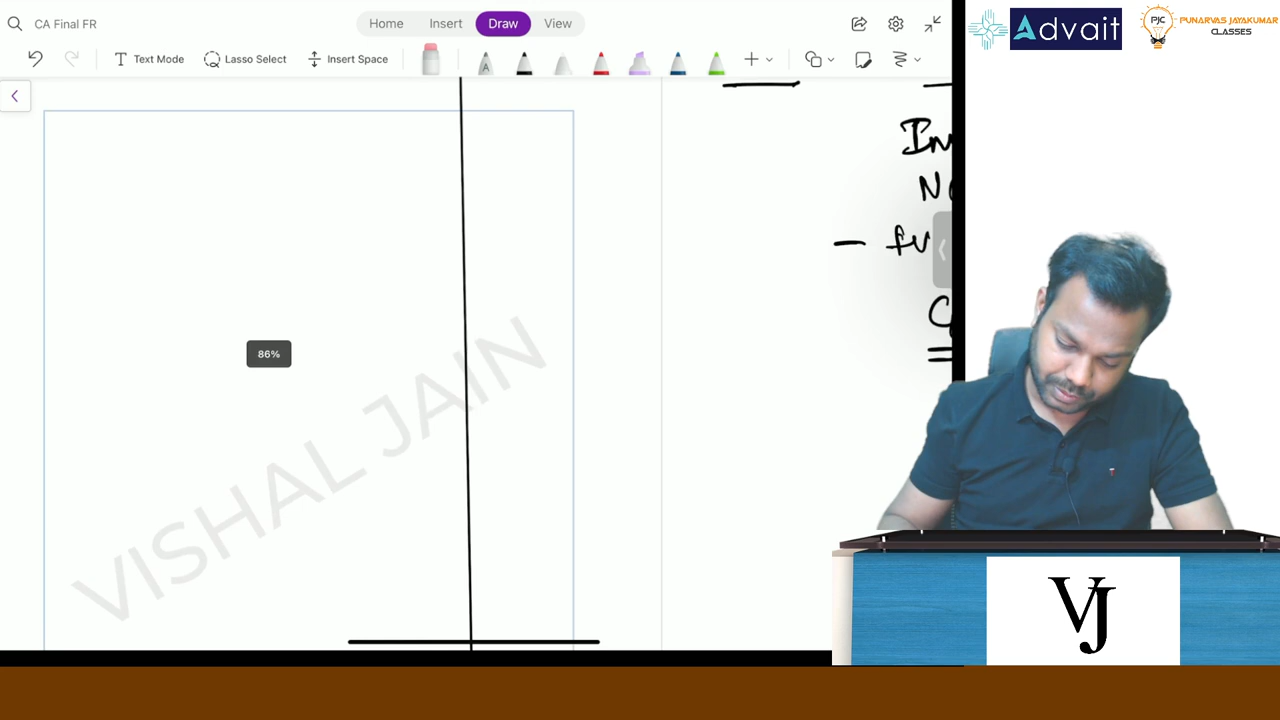 CA Final FR
Home Insert Draw View
Text Mode Lasso Select Insert Space
A
86%
VISHAL JAIN
Advait
PJC
PUNARVAS JAYAKUMAR
CLASSES
VJ